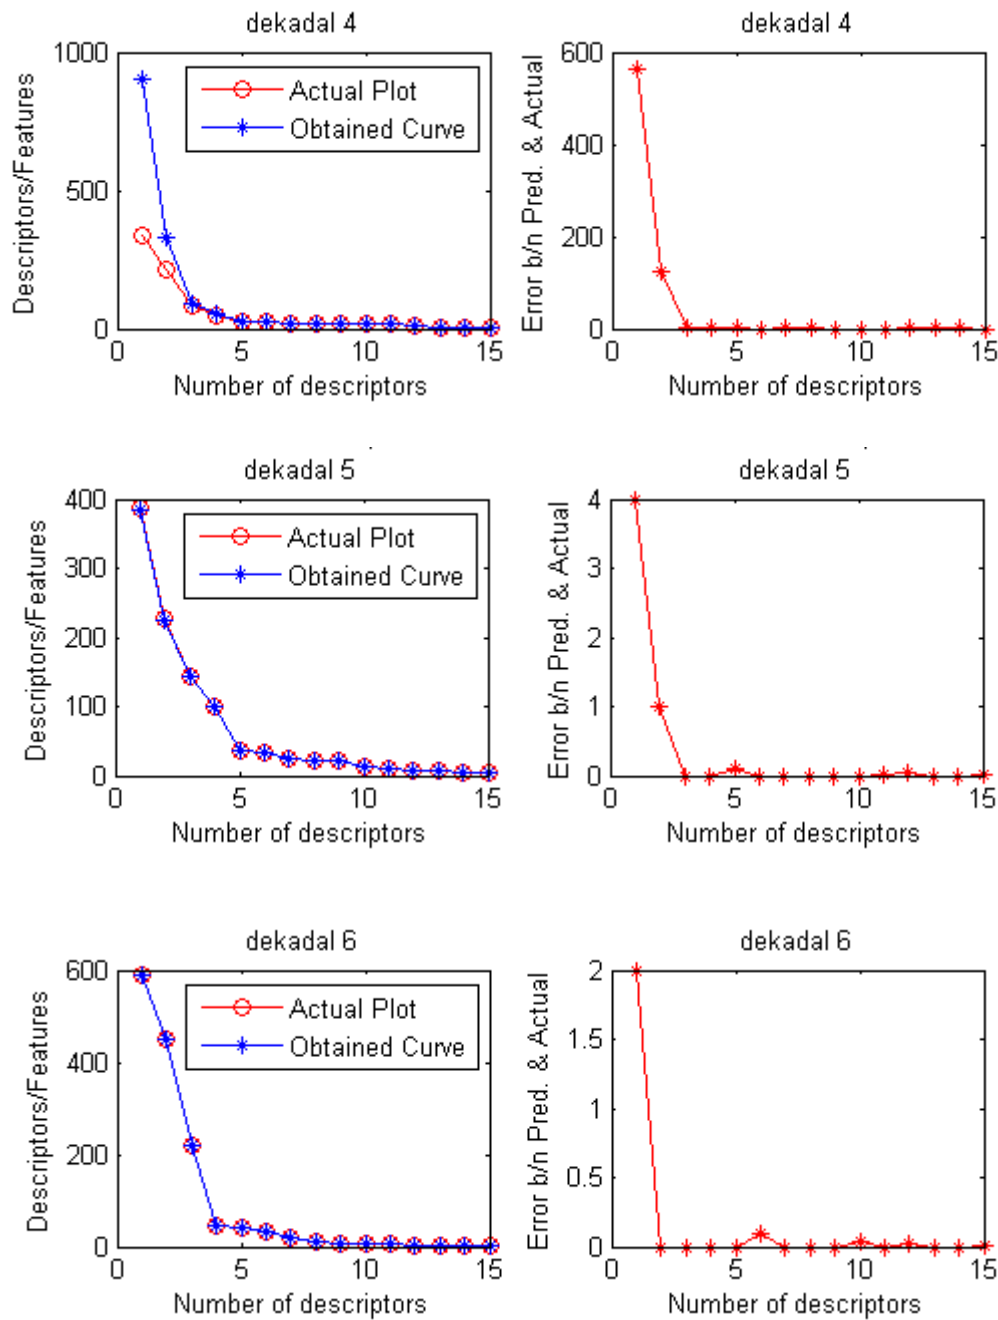 dekadal 4
Descriptors/Features
1000
500
0
0
5
10
15
Actual Plot
Obtained Curve
Number of descriptors
dekadal 4
Error b/n Pred. & Actual
600
400
200
0
0
5
10
15
Number of descriptors
dekadal 5
Descriptors/Features
400
300
200
100
0
0
5
10
15
Actual Plot
Obtained Curve
Number of descriptors
dekadal 5
Error b/n Pred. & Actual
4
3
2
1
0
0
5
10
15
Number of descriptors
dekadal 6
Descriptors/Features
600
400
200
0
0
5
10
15
Actual Plot
Obtained Curve
Number of descriptors
dekadal 6
Error b/n Pred. & Actual
2
1.5
1
0.5
0
0
5
10
15
Number of descriptors